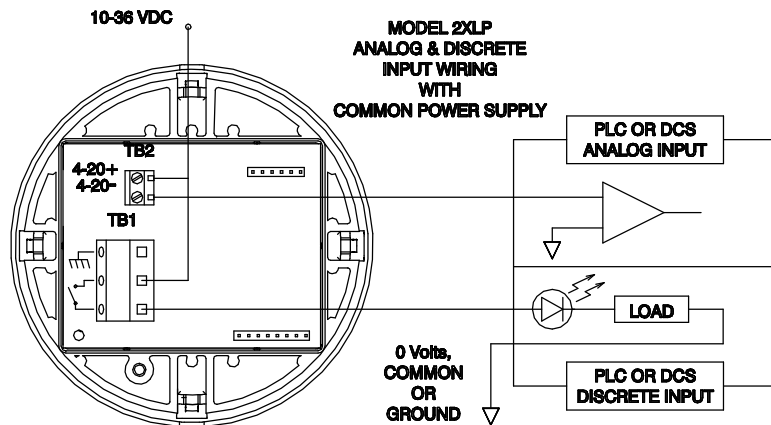 10-36 VDC
MODEL 2XLP
ANALOG & DISCRETE
INPUT WIRING
WITH
COMMON POWER SUPPLY
PLC OR DCS
ANALOG INPUT
TB2
4-20+
4-20-
TB1
LOAD
0 Volts,
COMMON
OR
GROUND
PLC OR DCS
DISCRETE INPUT